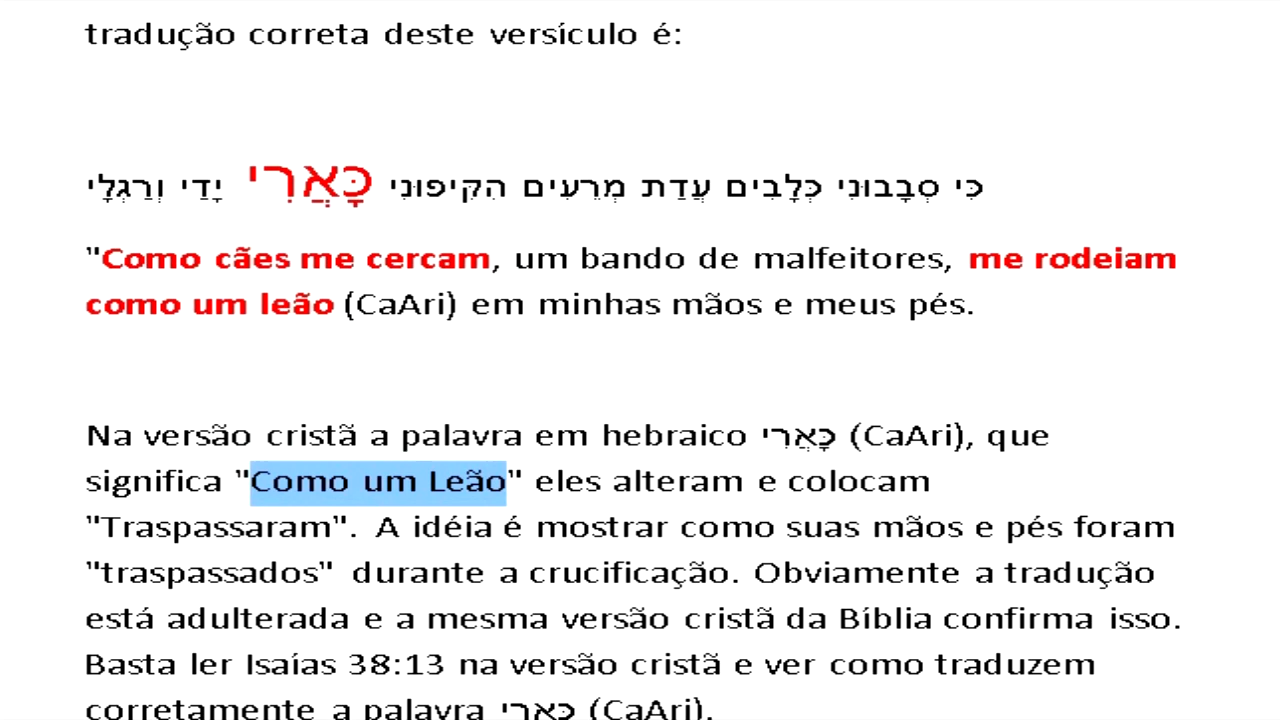 tradução correta deste versículo é:
כִּי סְבָבוּנִי כְּלָבִים עֲדַת מְרֵעִים הִקִּיפוּנִי כָּאֲרִי יָדַי וְרַגְלָי
"Como cães me cercam, um bando de malfeitores, me rodeiam
como um leão (CaAri) em minhas mãos e meus pés.
Na versão cristã a palavra em hebraico כָּאֲרִי (CaAri), que
significa "Como um Leão" eles alteram e colocam
"Traspassaram". A idéia é mostrar como suas mãos e pés foram
"traspassados" durante a crucificação. Obviamente a tradução
está adulterada e a mesma versão cristã da Bíblia confirma isso.
Basta ler Isaías 38:13 na versão cristã e ver como traduzem
corretamente a palavra כָּאֲרִי (CaAri).